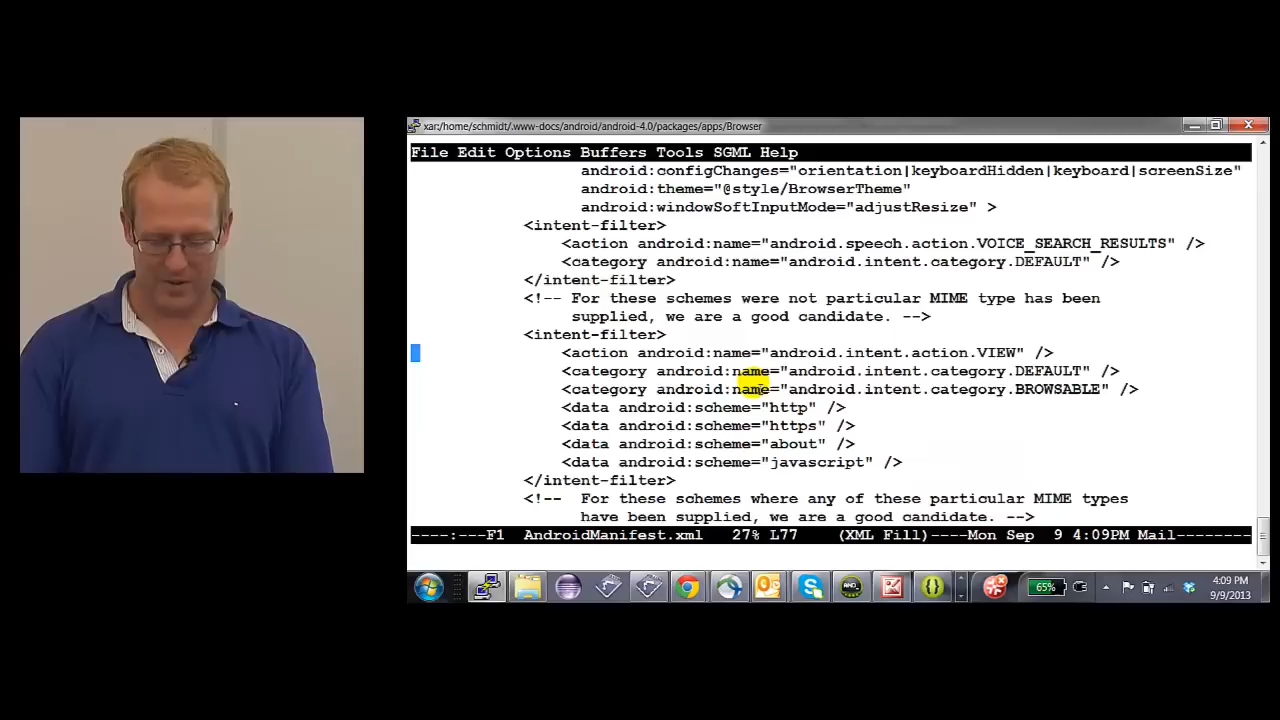 xar:/home/schmidt/.www-docs/android/android-4.0/packages/apps/Browser
File Edit Options Buffers Tools SGML Help
android:configChanges="orientation|keyboardHidden|keyboard|screenSize"
android:theme="@style/BrowserTheme"
android:windowSoftInputMode="adjustResize" >
<intent-filter>
<action android:name="android.speech.action.VOICE_SEARCH_RESULTS" />
<category android:name="android.intent.category.DEFAULT" />
</intent-filter>
<!-- For these schemes were not particular MIME type has been
supplied, we are a good candidate. -->
<intent-filter>
<action android:name="android.intent.action.VIEW" />
<category android:name="android.intent.category.DEFAULT" />
<category android:name="android.intent.category.BROWSABLE" />
<data android:scheme="http" />
<data android:scheme="https" />
<data android:scheme="about" />
<data android:scheme="javascript" />
</intent-filter>
<!--  For these schemes where any of these particular MIME types
have been supplied, we are a good candidate. -->
----:---F1  AndroidManifest.xml   27% L77    (XML Fill)----Mon Sep  9 4:09PM Mail--------
65%
4:09 PM
9/9/2013